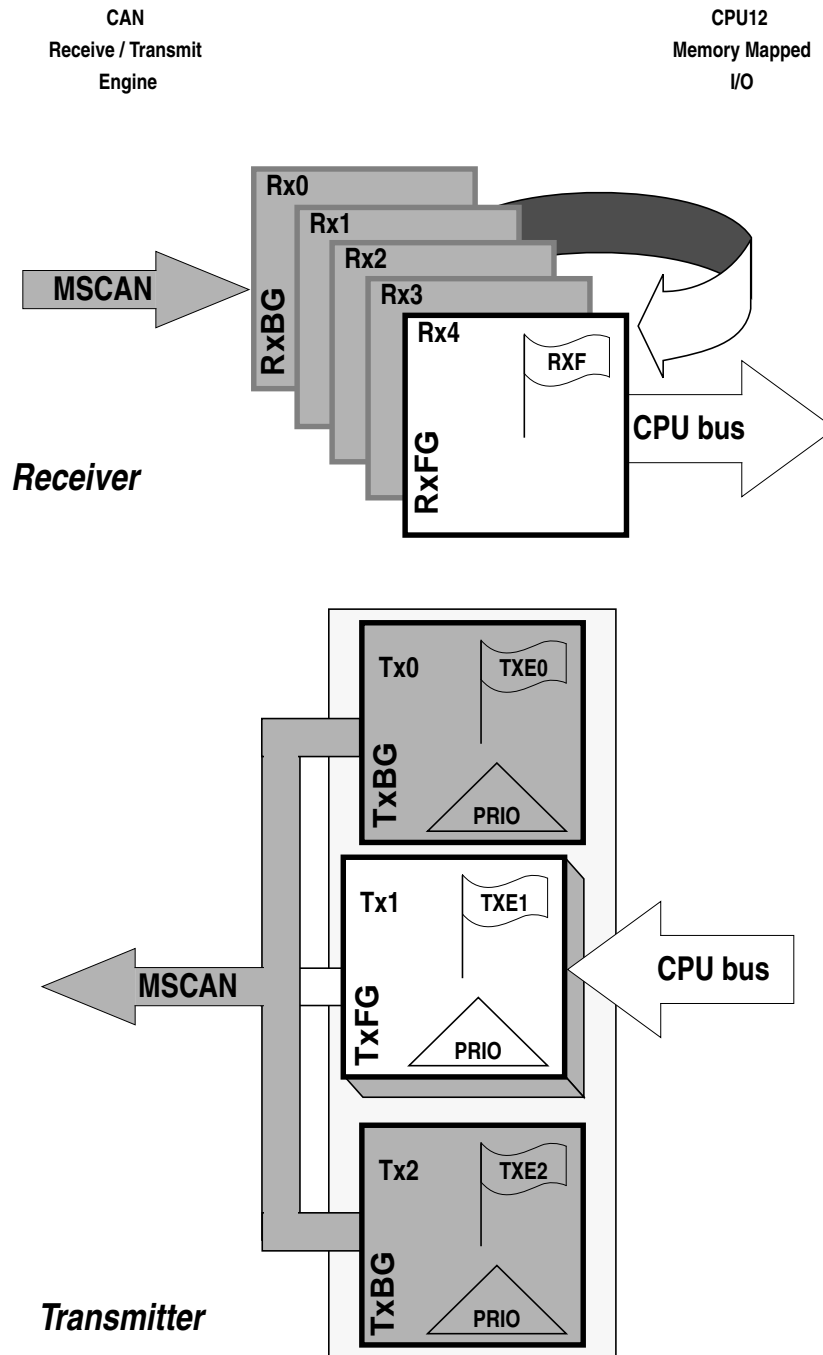 CAN
Receive / Transmit
Engine
CPU12
Memory Mapped
I/O
Rx0
Rx1
Rx2
Rx3
Rx4
RXF
MSCAN
RxBG
RxFG
CPU bus
Receiver
Tx0
TXE0
TxBG
PRIO
Tx1
TXE1
TxFG
PRIO
MSCAN
CPU bus
Tx2
TXE2
TxBG
PRIO
Transmitter